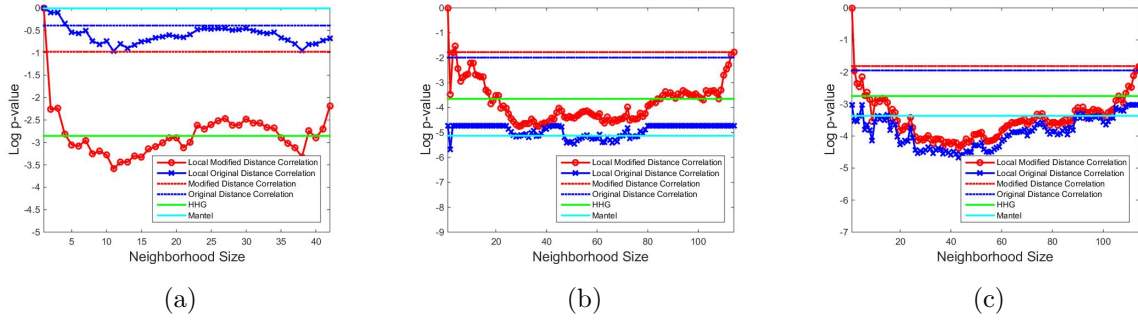 0
-0.5
-1
-1.5
-2
-2.5
-3
-3.5
-4
-4.5
-5
Log p-value
5 10 15 20 25 30 35 40
Neighborhood Size
Local Modified Distance Correlation
Local Original Distance Correlation
Modified Distance Correlation
Original Distance Correlation
HHG
Mantel
(a)
0
-1
-2
-3
-4
-5
-6
-7
-8
-9
Log p-value
20 40 60 80 100
Neighborhood Size
Local Modified Distance Correlation
Local Original Distance Correlation
Modified Distance Correlation
Original Distance Correlation
HHG
Mantel
(b)
0
-1
-2
-3
-4
-5
-6
-7
Log p-value
20 40 60 80 100
Neighborhood Size
Local Modified Distance Correlation
Local Original Distance Correlation
Modified Distance Correlation
Original Distance Correlation
HHG
Mantel
(c)